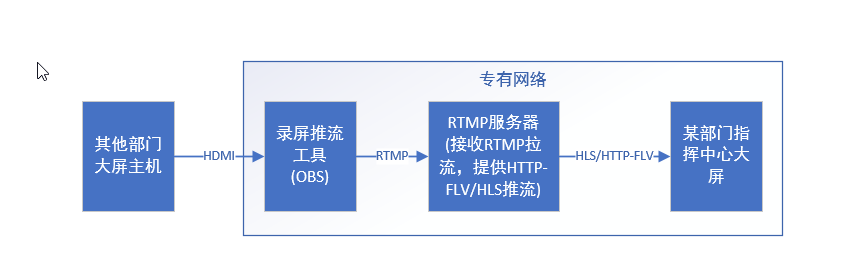 专有网络
其他部门
大屏主机
HDMI
录屏推流
工具
(OBS)
RTMP
RTMP服务器
(接收RTMP拉
流，提供HTTP-
FLV/HLS推流)
HLS/HTTP-FLV
某部门指
挥中心大
屏